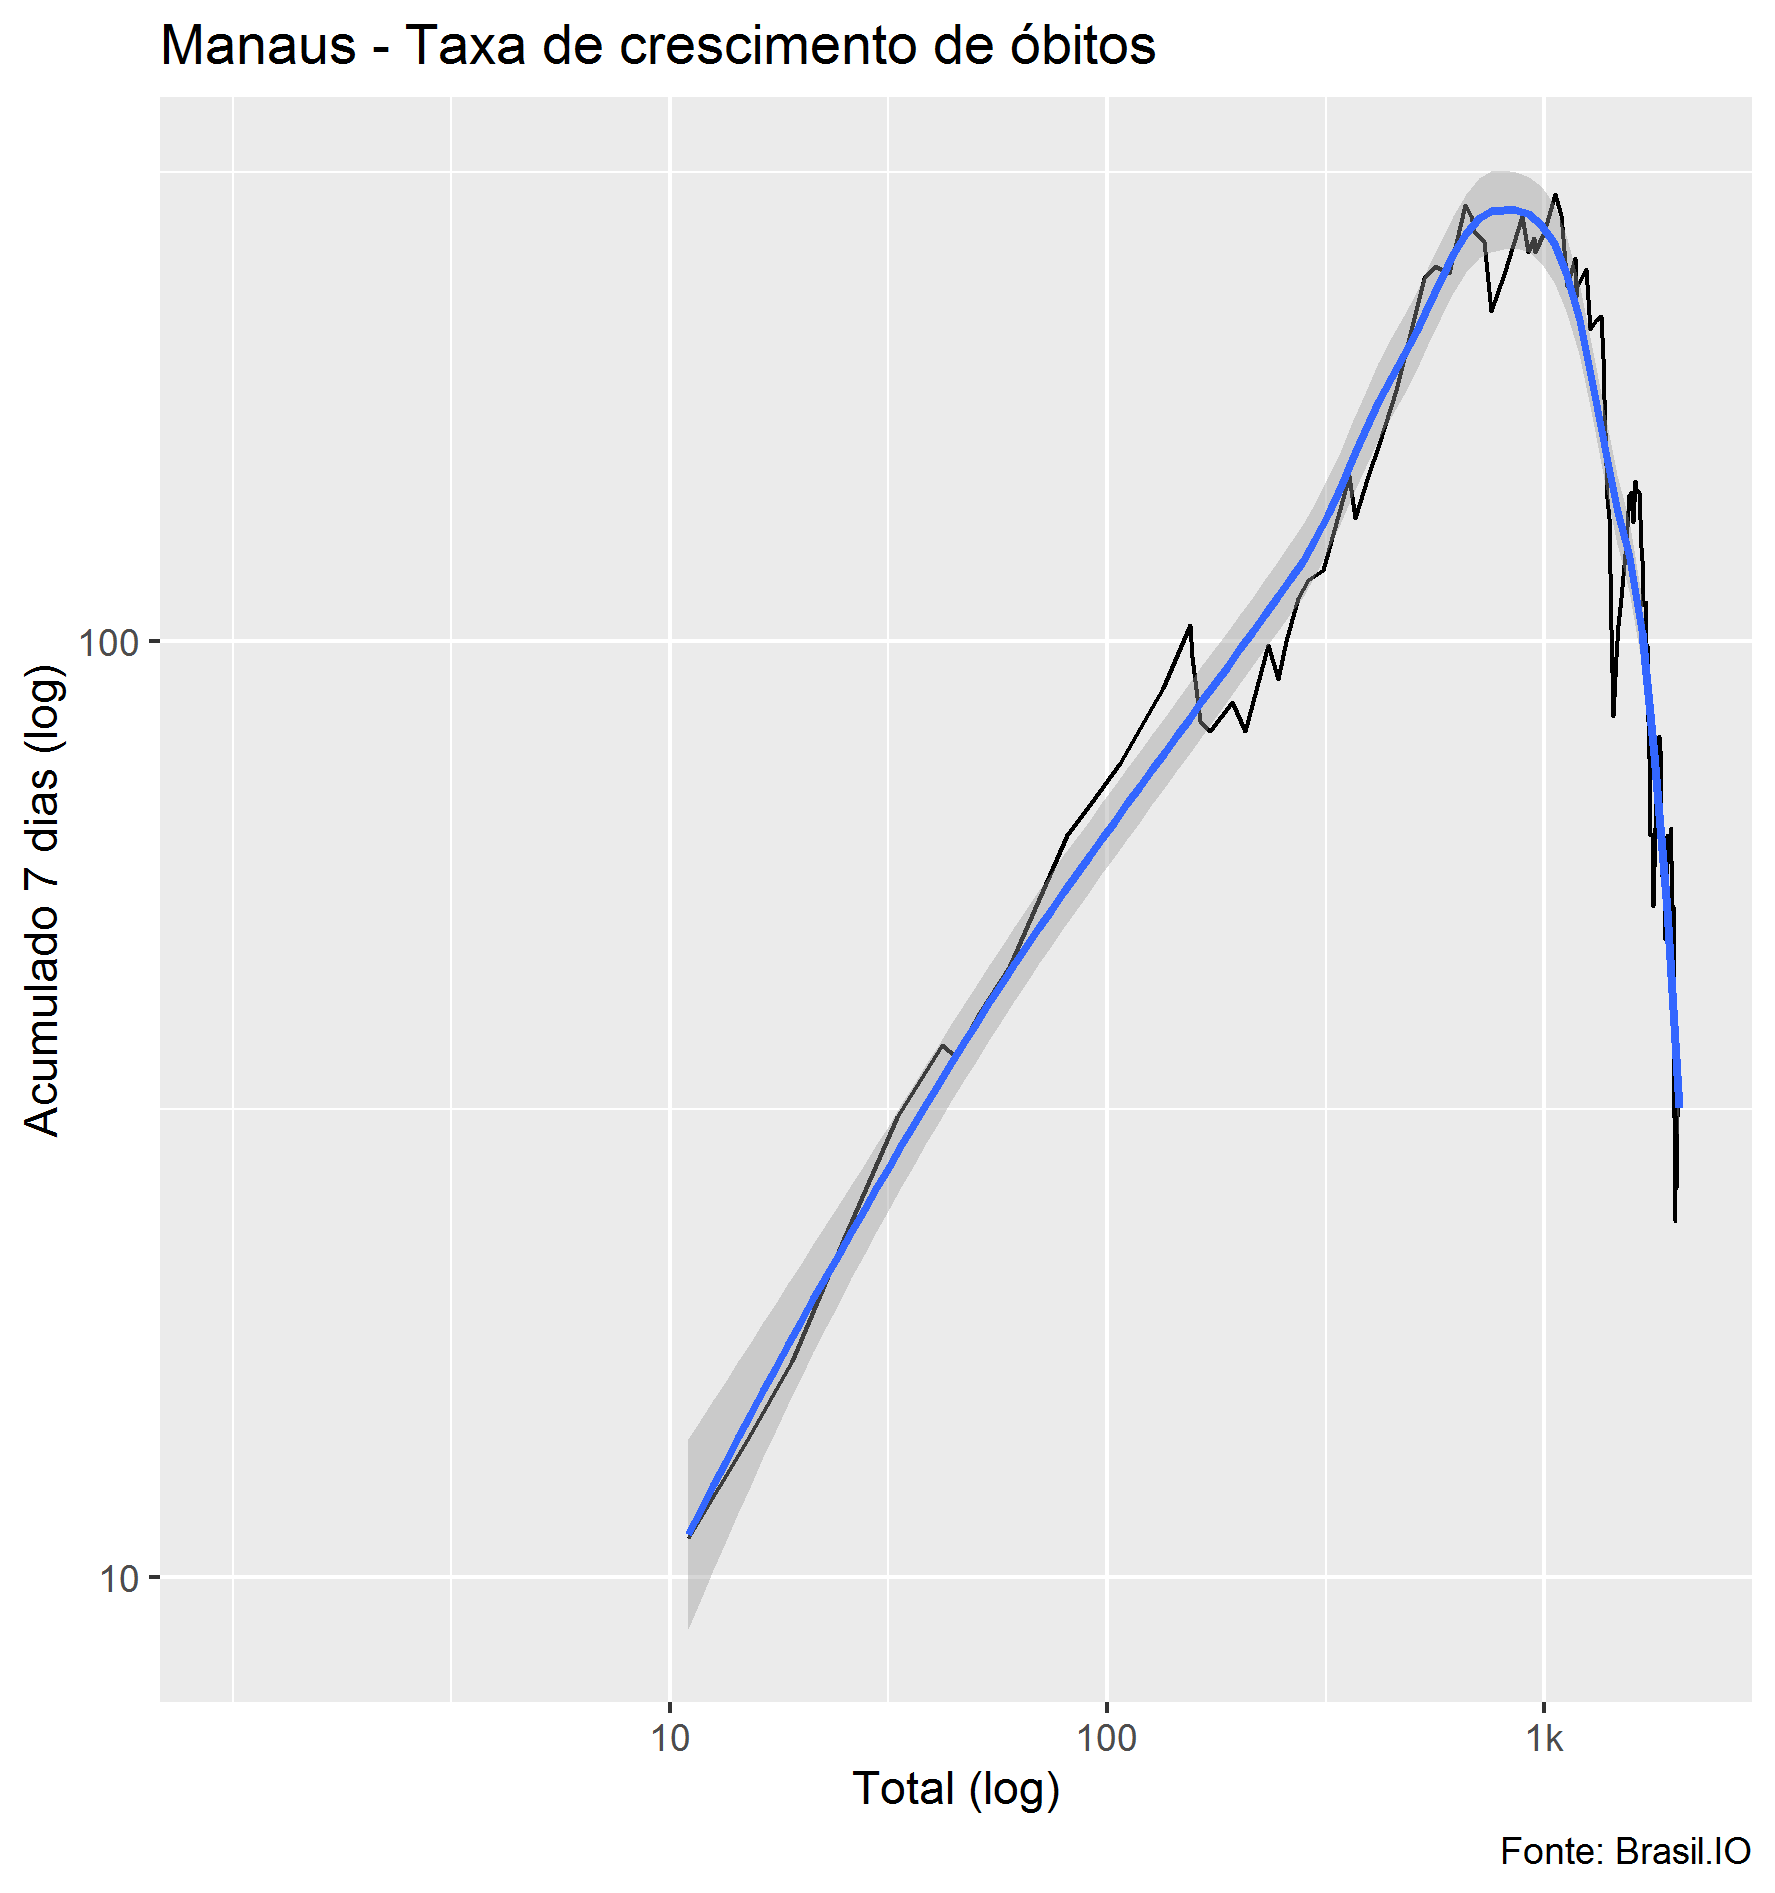 Manaus - Taxa de crescimento de óbitos
Acumulado 7 dias (log)
100
10
10
100
1k
Total (log)
Fonte: Brasil.IO